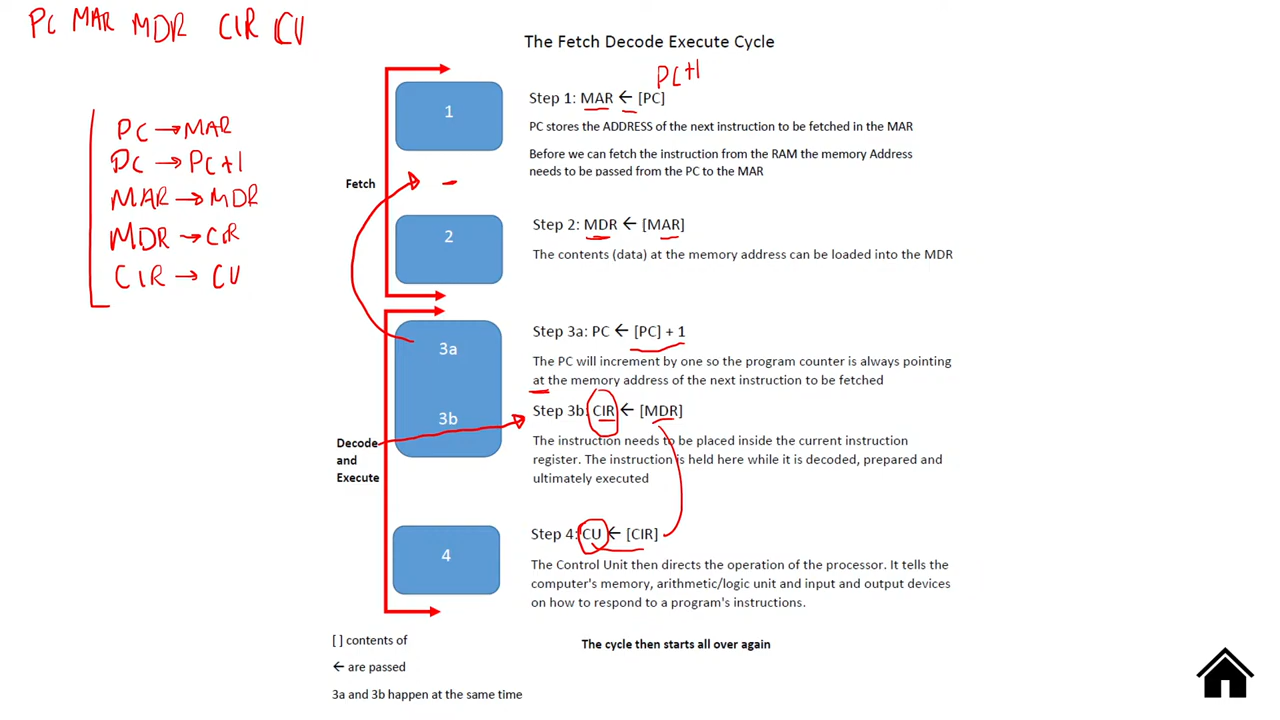 PC MAR MDR CIR CU
The Fetch Decode Execute Cycle
PC+1
1
Step 1: MAR ← [PC]
PC stores the ADDRESS of the next instruction to be fetched in the MAR
Before we can fetch the instruction from the RAM the memory Address
needs to be passed from the PC to the MAR
PC → MAR
PC → PC+1
MAR → MDR
MDR → CIR
CIR → CU
Fetch
2
Step 2: MDR ← [MAR]
The contents (data) at the memory address can be loaded into the MDR
3a
Step 3a: PC ← [PC] + 1
The PC will increment by one so the program counter is always pointing
at the memory address of the next instruction to be fetched
3b
Step 3b: CIR ← [MDR]
The instruction needs to be placed inside the current instruction
register. The instruction is held here while it is decoded, prepared and
ultimately executed
Decode
and
Execute
4
Step 4: CU ← [CIR]
The Control Unit then directs the operation of the processor. It tells the
computer's memory, arithmetic/logic unit and input and output devices
on how to respond to a program's instructions.
[ ] contents of
← are passed
3a and 3b happen at the same time
The cycle then starts all over again